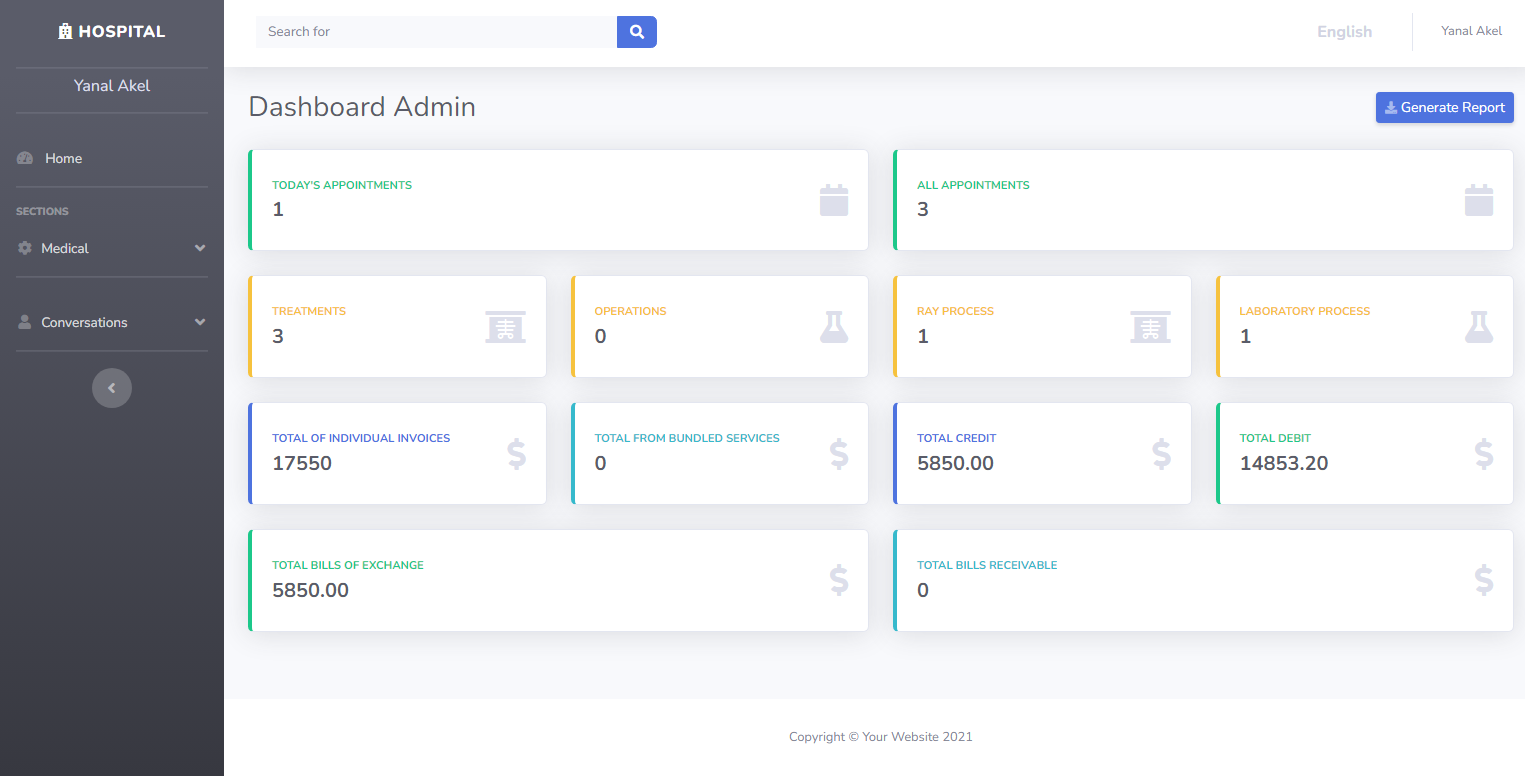 HOSPITAL
Yanal Akel
Home
SECTIONS
Medical
Conversations
Search for
English
Yanal Akel
Dashboard Admin
Generate Report
TODAY'S APPOINTMENTS
1
ALL APPOINTMENTS
3
TREATMENTS
3
OPERATIONS
0
RAY PROCESS
1
LABORATORY PROCESS
1
TOTAL OF INDIVIDUAL INVOICES
17550
TOTAL FROM BUNDLED SERVICES
0
TOTAL CREDIT
5850.00
TOTAL DEBIT
14853.20
TOTAL BILLS OF EXCHANGE
5850.00
TOTAL BILLS RECEIVABLE
0
Copyright © Your Website 2021